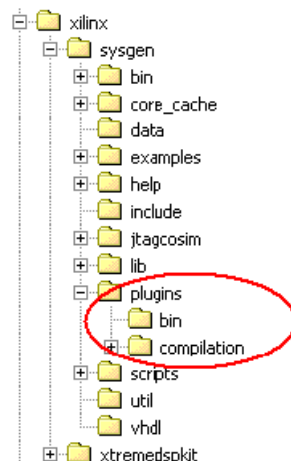 xilinx
sysgen
bin
core_cache
data
examples
help
include
jtagcosim
lib
plugins
bin
compilation
scripts
util
vhdl
xtremedspkit